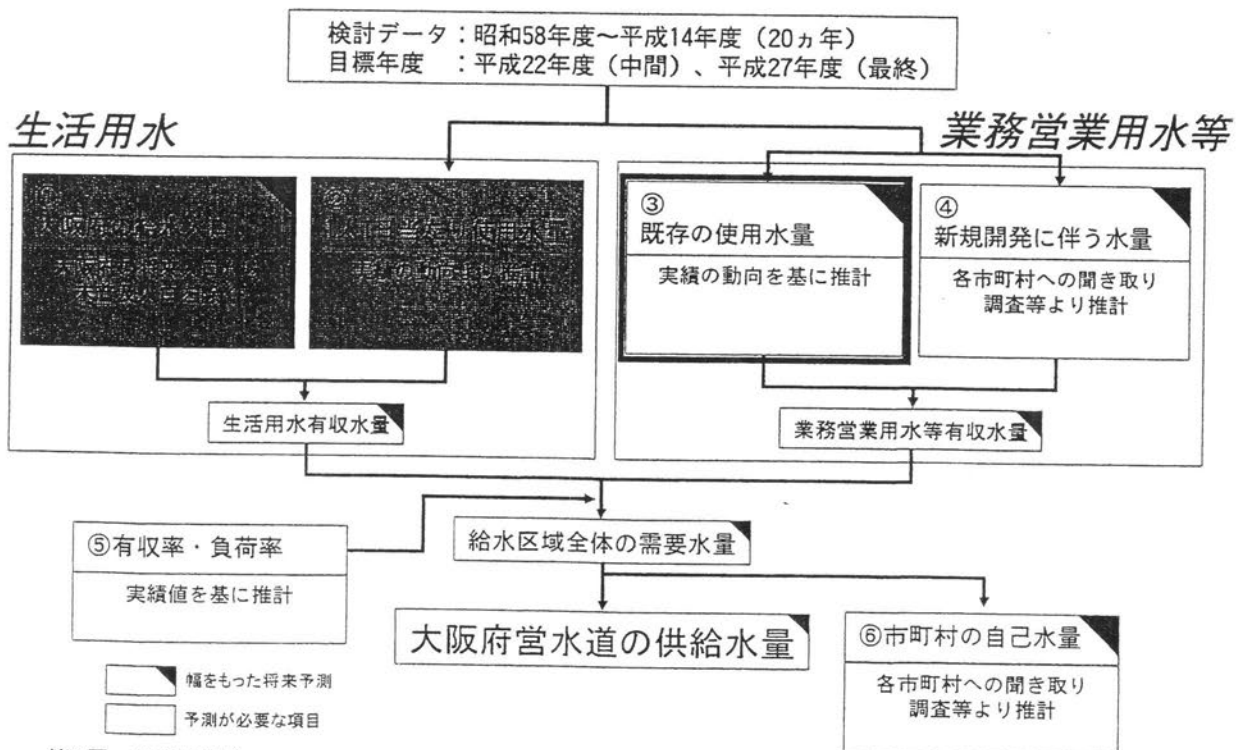 検討データ：昭和58年度～平成14年度（20ヵ年）
目標年度　：平成22年度（中間）、平成27年度（最終）
生活用水
業務営業用水等
大阪府の給水人口
②
③
既存の使用水量
実績の動向を基に推計
④
新規開発に伴う水量
各市町村への聞き取り
調査等より推計
生活用水有収水量
業務営業用水等有収水量
⑤有収率・負荷率
実績値を基に推計
給水区域全体の需要水量
大阪府営水道の供給水量
⑥市町村の自己水量
各市町村への聞き取り
調査等より推計
幅をもった将来予測
予測が必要な項目